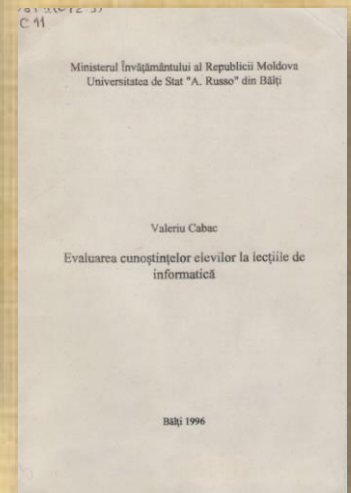 C 11
Ministerul Învățământului al Republicii Moldova
Universitatea de Stat "A. Russo" din Bălți
Valeriu Cabac
Evaluarea cunoștințelor elevilor la lecțiile de
informatică
Bălți 1996